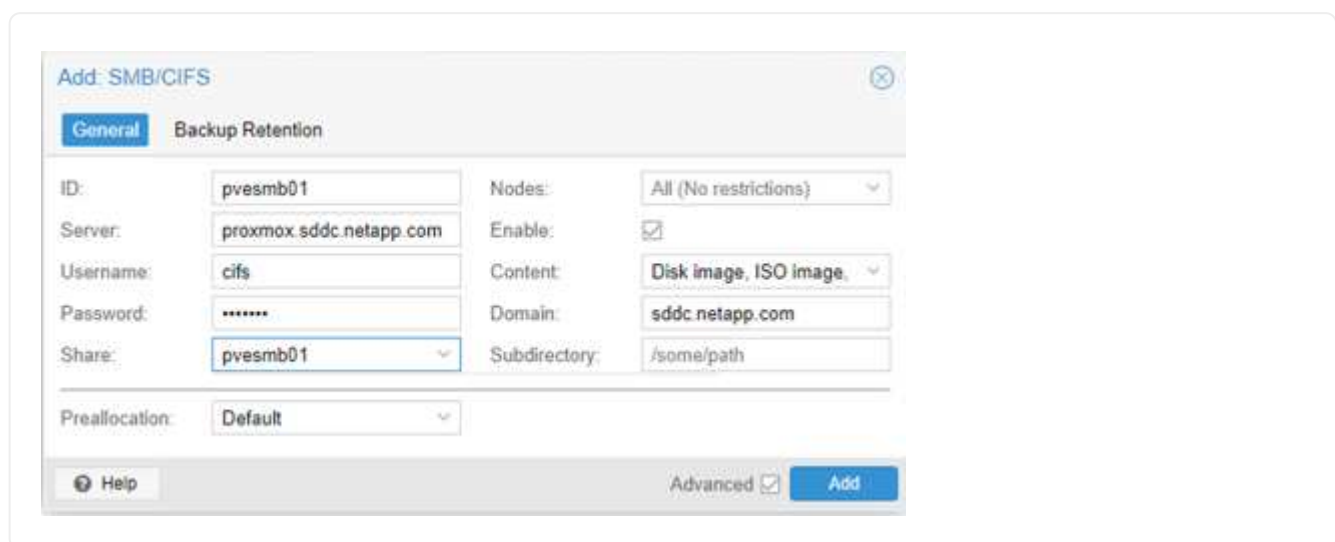 Add: SMB/CIFS
General Backup Retention
ID: pvesmb01 Nodes: All (No restrictions)
Server: proxmox.sddc.netapp.com Enable:
Username: cifs Content: Disk image, ISO image,
Password: ••••••• Domain: sddc.netapp.com
Share: pvesmb01 Subdirectory: /some/path
Preallocation: Default
Help Advanced Add